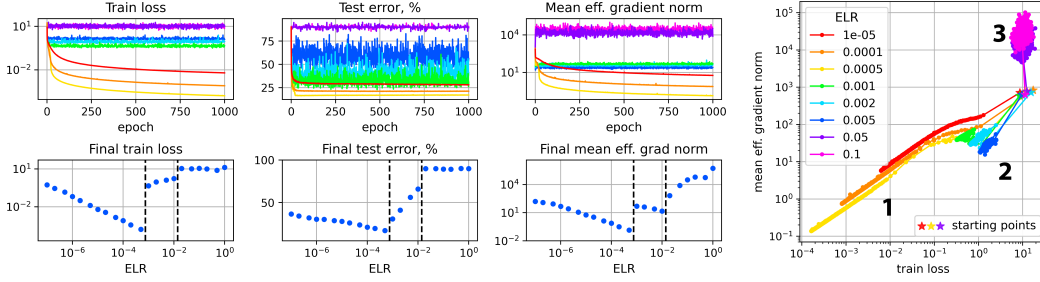 Train loss
10^1
10^-2
0 250 500 750 1000
epoch
Test error, %
75
50
25
0 250 500 750 1000
epoch
Mean eff. gradient norm
10^4
10^1
0 250 500 750 1000
epoch
Final train loss
10^1
10^-2
10^-6 10^-4 10^-2 10^0
ELR
Final test error, %
100
50
10^-6 10^-4 10^-2 10^0
ELR
Final mean eff. grad norm
10^4
10^1
10^-2
10^-6 10^-4 10^-2 10^0
ELR
mean eff. gradient norm
10^5
10^4
10^3
10^2
10^1
10^0
10^-1
ELR
1e-05
0.0001
0.0005
0.001
0.002
0.005
0.05
0.1
3
2
1
starting points
10^-4 10^-3 10^-2 10^-1 10^0 10^1
train loss